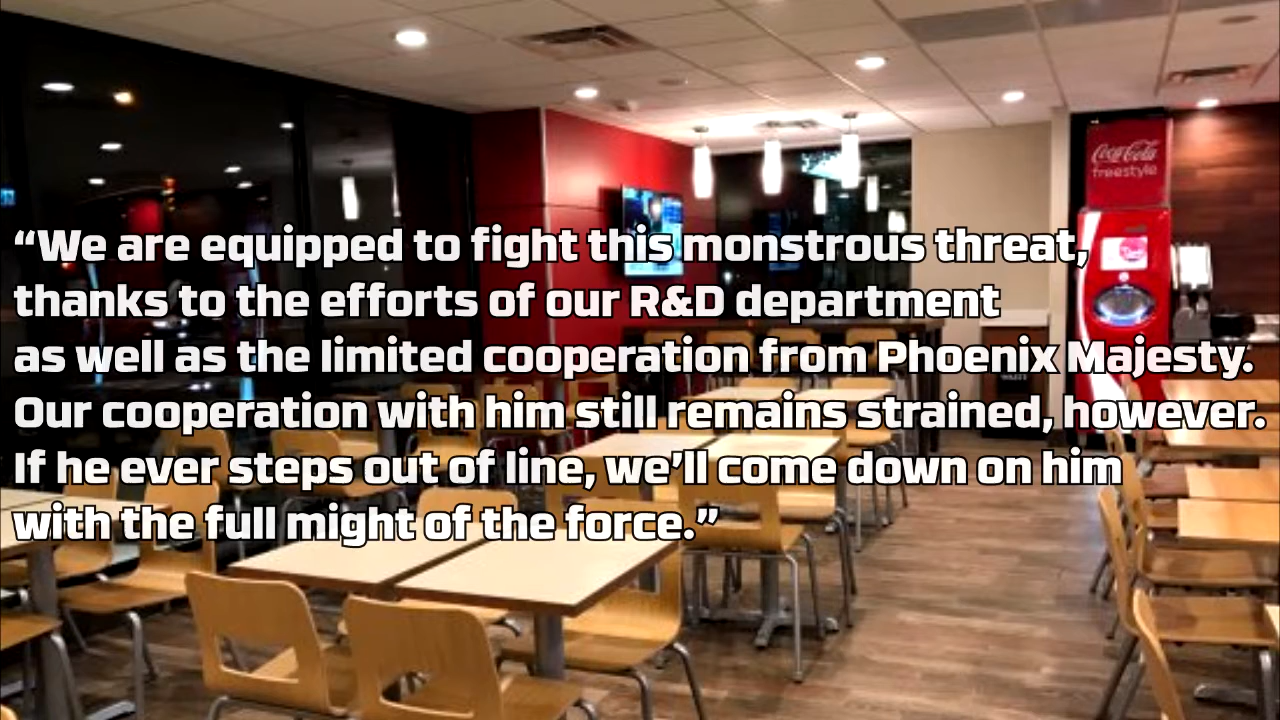 “We are equipped to fight this monstrous threat,
thanks to the efforts of our R&D department
as well as the limited cooperation from Phoenix Majesty.
Our cooperation with him still remains strained, however.
If he ever steps out of line, we’ll come down on him
with the full might of the force.”
Coca-Cola
freestyle